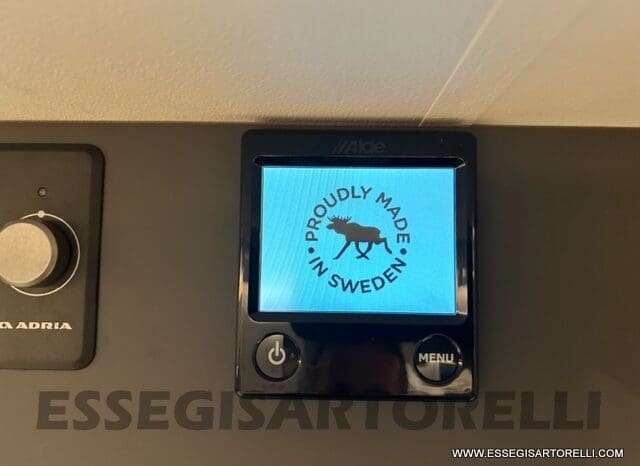 Alde
PROUDLY MADE
IN SWEDEN
MENU
ADRIA
ESSEGISARTORELLI
WWW.ESSEGISARTORELLI.COM